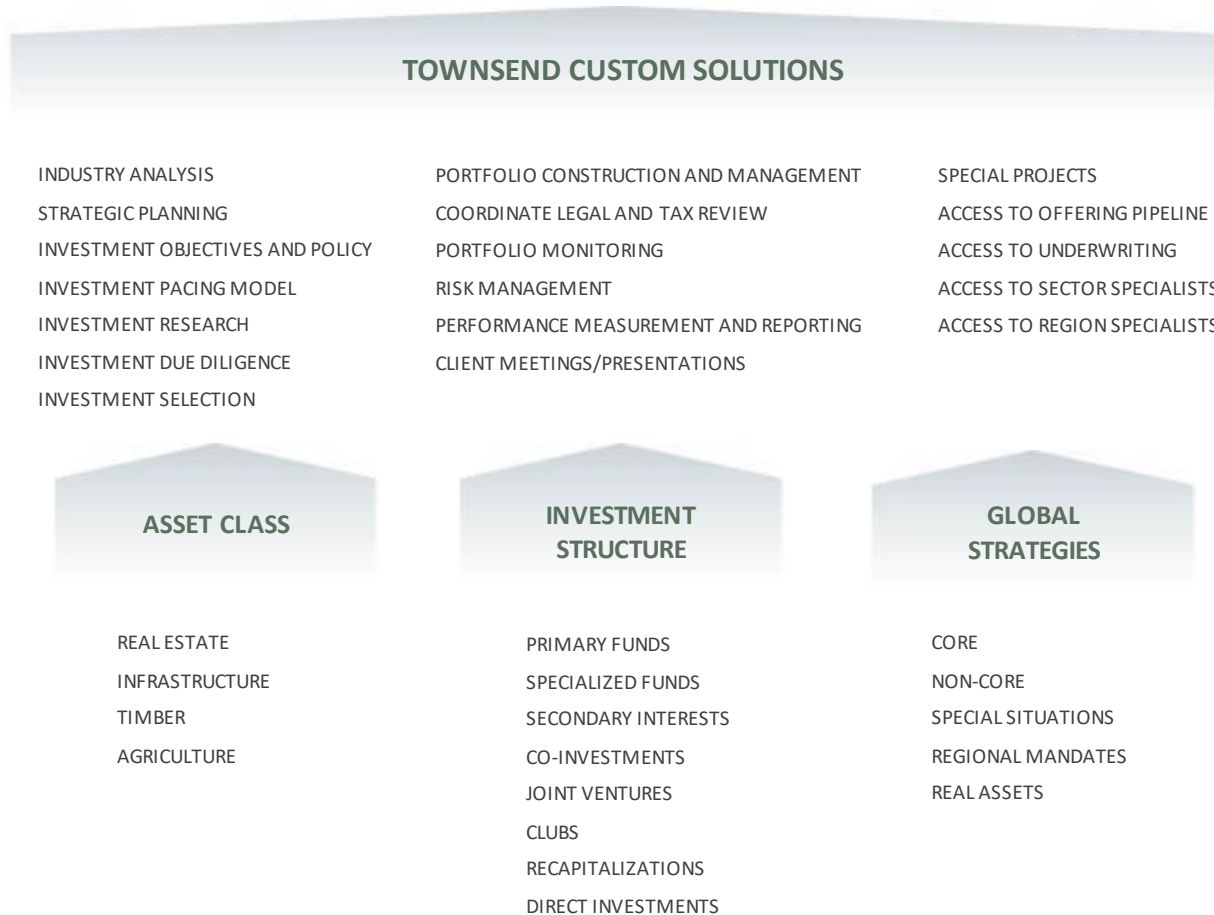 TOWNSEND CUSTOM SOLUTIONS
INDUSTRY ANALYSIS
STRATEGIC PLANNING
INVESTMENT OBJECTIVES AND POLICY
INVESTMENT PACING MODEL
INVESTMENT RESEARCH
INVESTMENT DUE DILIGENCE
INVESTMENT SELECTION
PORTFOLIO CONSTRUCTION AND MANAGEMENT
COORDINATE LEGAL AND TAX REVIEW
PORTFOLIO MONITORING
RISK MANAGEMENT
PERFORMANCE MEASUREMENT AND REPORTING
CLIENT MEETINGS/PRESENTATIONS
SPECIAL PROJECTS
ACCESS TO OFFERING PIPELINE
ACCESS TO UNDERWRITING
ACCESS TO SECTOR SPECIALISTS
ACCESS TO REGION SPECIALISTS
ASSET CLASS
REAL ESTATE
INFRASTRUCTURE
TIMBER
AGRICULTURE
INVESTMENT
STRUCTURE
PRIMARY FUNDS
SPECIALIZED FUNDS
SECONDARY INTERESTS
CO-INVESTMENTS
JOINT VENTURES
CLUBS
RECAPITALIZATIONS
DIRECT INVESTMENTS
GLOBAL
STRATEGIES
CORE
NON-CORE
SPECIAL SITUATIONS
REGIONAL MANDATES
REAL ASSETS